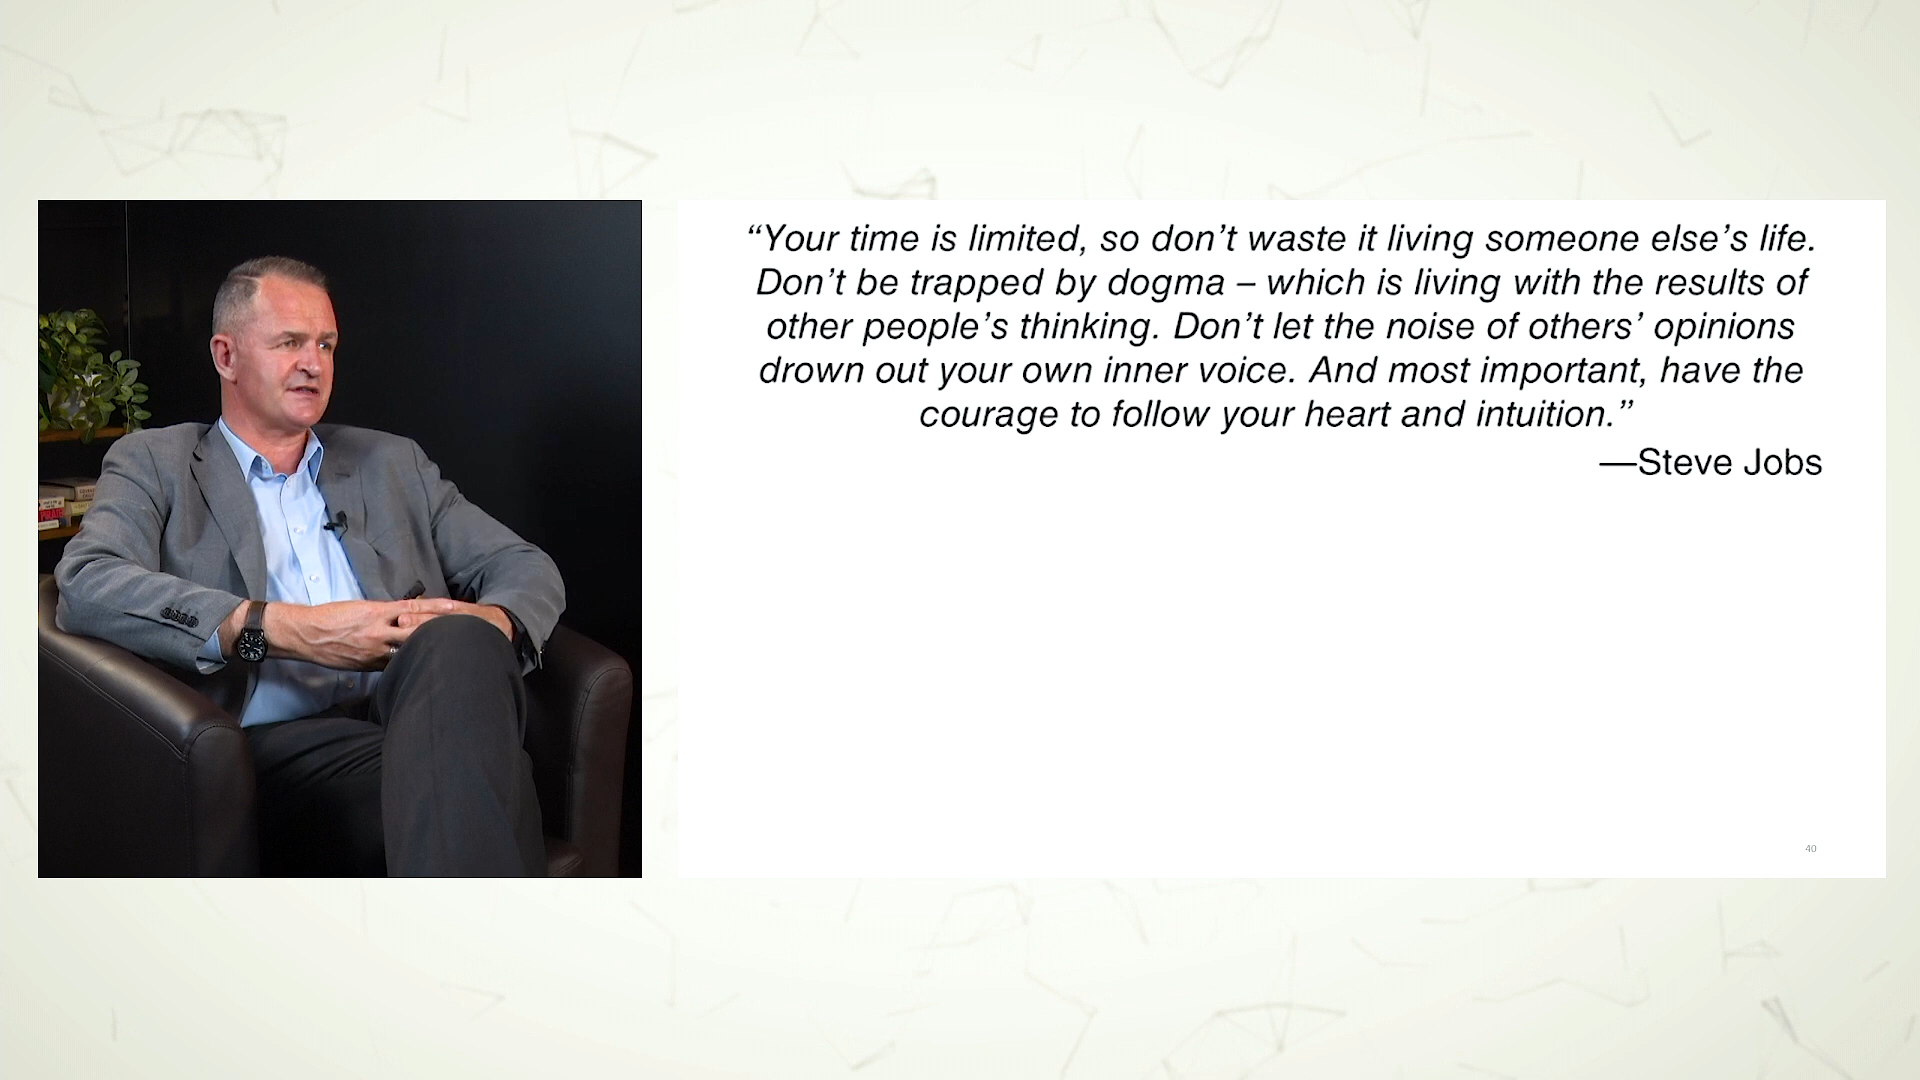 “Your time is limited, so don’t waste it living someone else’s life.
Don’t be trapped by dogma – which is living with the results of
other people’s thinking. Don’t let the noise of others’ opinions
drown out your own inner voice. And most important, have the
courage to follow your heart and intuition.”
—Steve Jobs
40